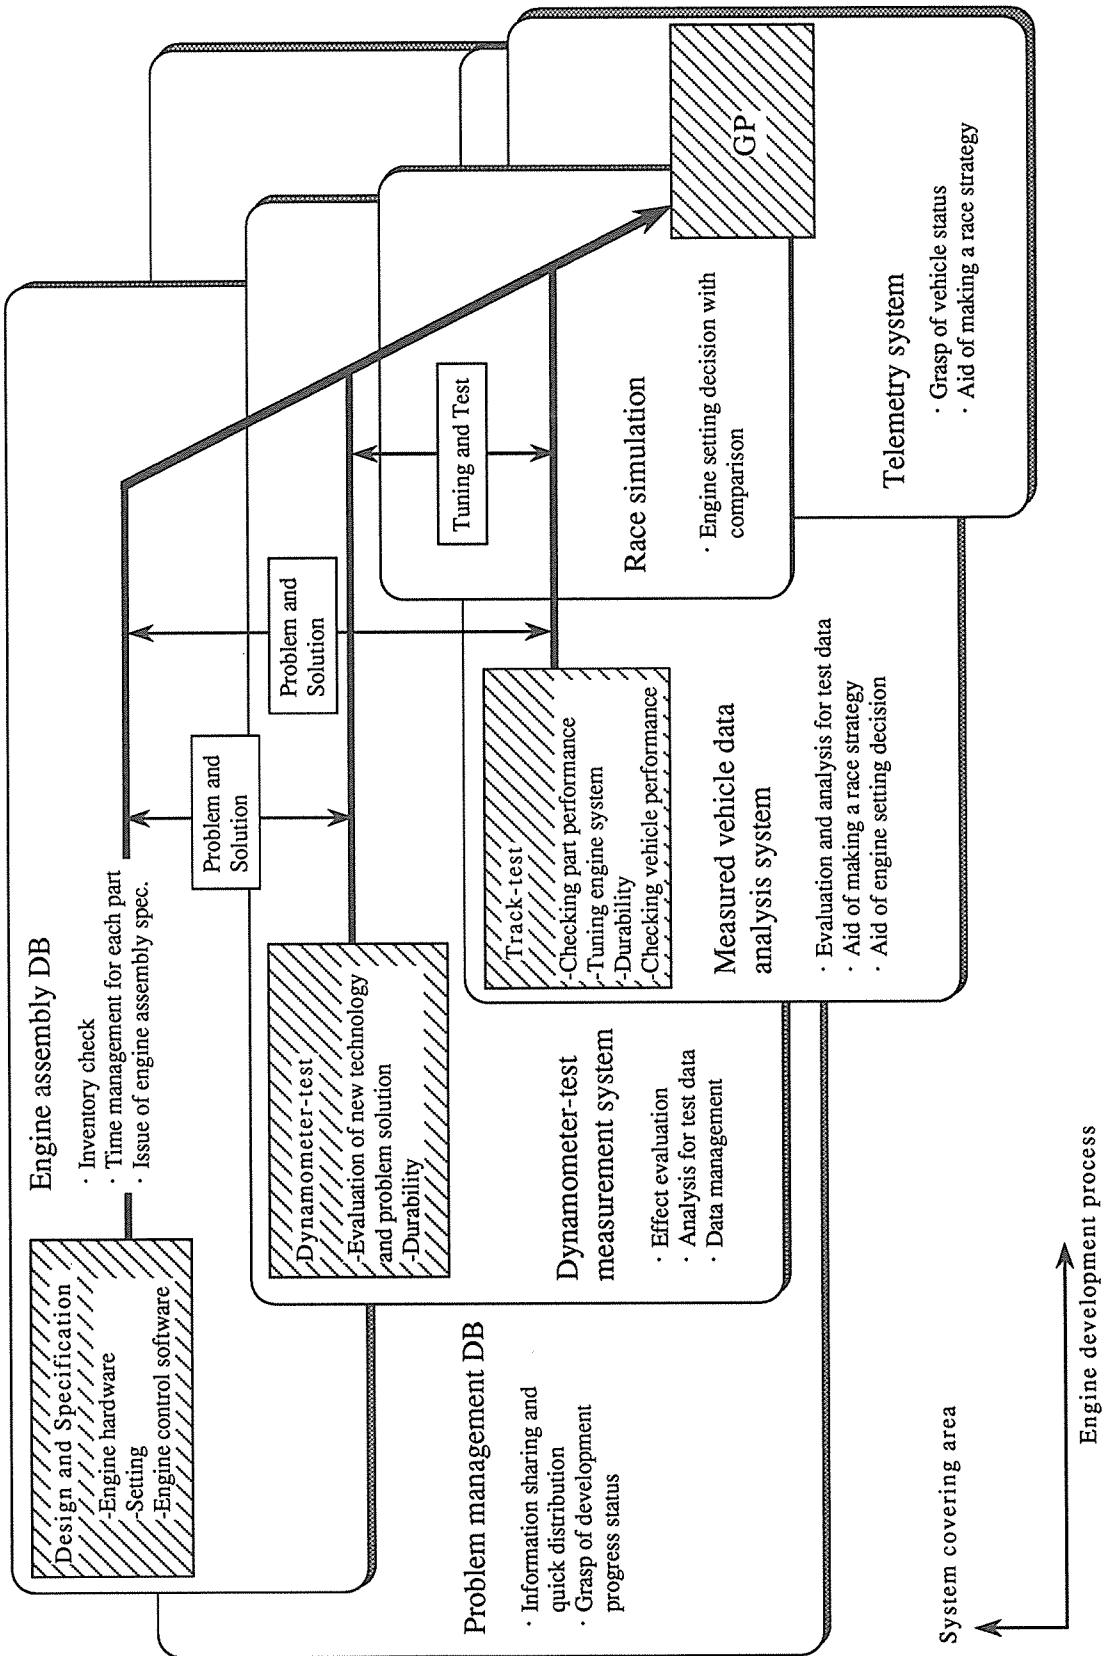 Engine assembly DB
· Inventory check
· Time management for each part
· Issue of engine assembly spec.
Design and Specification
-Engine hardware
-Setting
-Engine control software
Problem and
Solution
Problem and
Solution
Tuning and Test
Dynamometer-test
-Evaluation of new technology
and problem solution
-Durability
Track-test
-Checking part performance
-Tuning engine system
-Durability
-Checking vehicle performance
GP
Problem management DB
· Information sharing and
quick distribution
· Grasp of development
progress status
Dynamometer-test
measurement system
· Effect evaluation
· Analysis for test data
· Data management
Measured vehicle data
analysis system
· Evaluation and analysis for test data
· Aid of making a race strategy
· Aid of engine setting decision
Race simulation
· Engine setting decision with
comparison
Telemetry system
· Grasp of vehicle status
· Aid of making a race strategy
System covering area
Engine development process